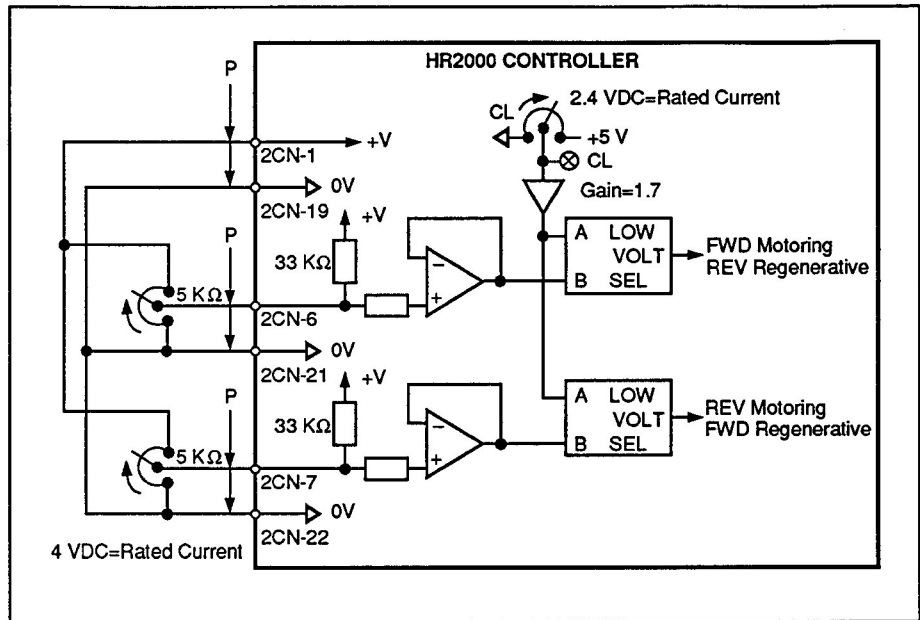 HR2000 CONTROLLER
P
CL
2.4 VDC=Rated Current
+5 V
CL
+V
2CN-1
0V
Gain=1.7
2CN-19
+V
P
33 KΩ
A LOW
VOLT
B SEL
FWD Motoring
REV Regenerative
−
+
5 KΩ
2CN-6
0V
2CN-21
+V
P
33 KΩ
A LOW
VOLT
B SEL
REV Motoring
FWD Regenerative
−
+
5 KΩ
2CN-7
0V
2CN-22
4 VDC=Rated Current